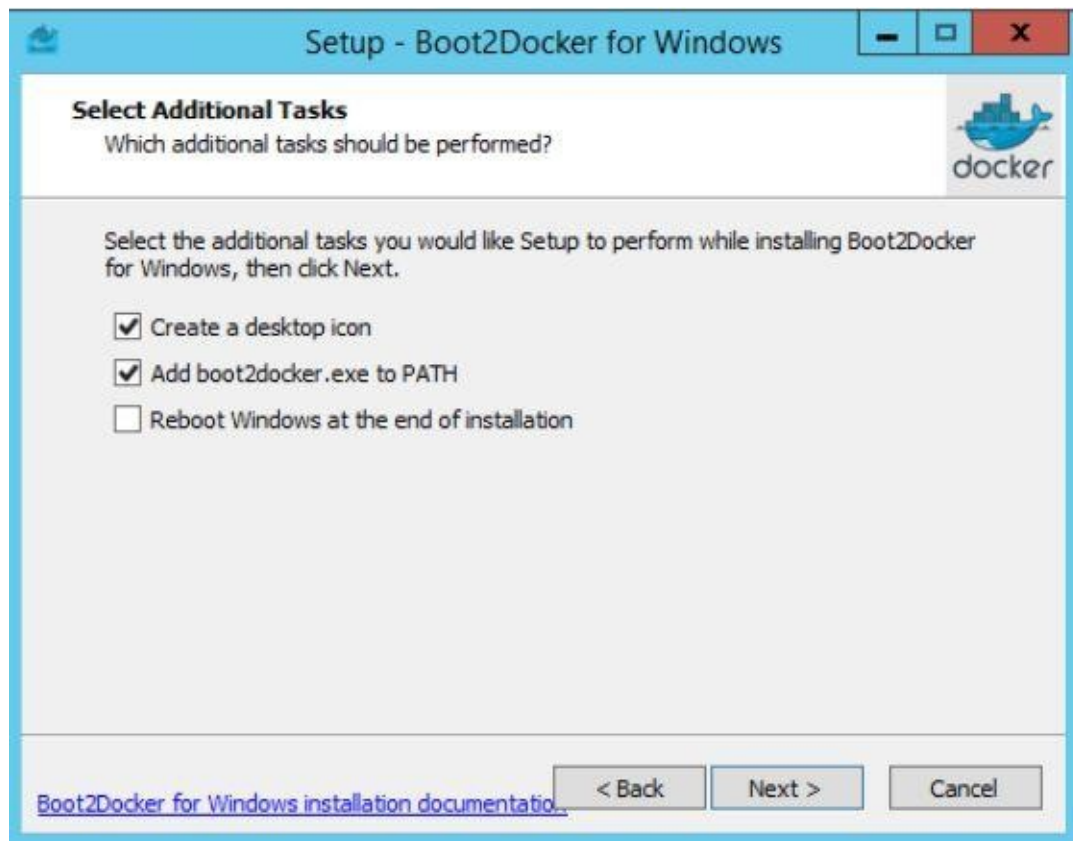 Setup - Boot2Docker for Windows
Select Additional Tasks
Which additional tasks should be performed?
docker
Select the additional tasks you would like Setup to perform while installing Boot2Docker
for Windows, then click Next.
Create a desktop icon
Add boot2docker.exe to PATH
Reboot Windows at the end of installation
Boot2Docker for Windows installation documentatio
< Back
Next >
Cancel